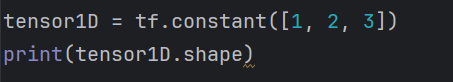 tensor1D = tf.constant([1, 2, 3])
print(tensor1D.shape)